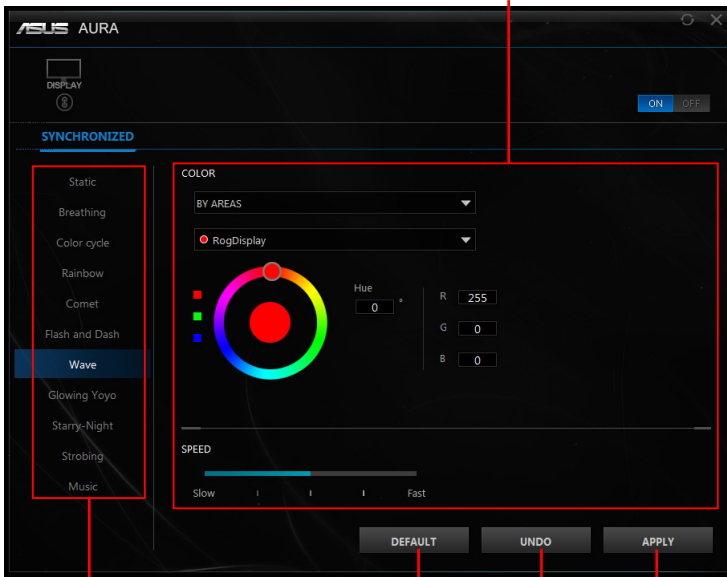 ASUS AURA
DISPLAY
ON OFF
SYNCHRONIZED
Static
Breathing
Color cycle
Rainbow
Comet
Flash and Dash
Wave
Glowing Yoyo
Starry-Night
Strobing
Music
COLOR
BY AREAS
RogDisplay
Hue
0 °
R 255
G 0
B 0
SPEED
Slow Fast
DEFAULT UNDO APPLY